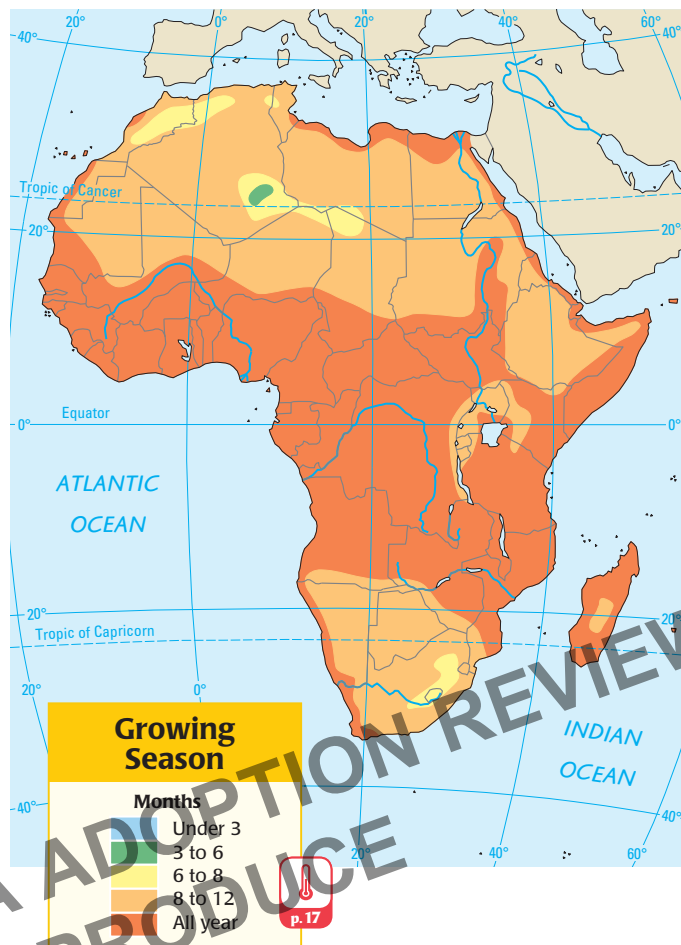 40°
20°
0°
20°
40°
60°
40°
Tropic of Cancer
20°
20°
Equator
0°
0°
ATLANTIC
OCEAN
20°
20°
Tropic of Capricorn
20°
0°
INDIAN
OCEAN
40°
40°
20°
40°
60°
Growing
Season
Months
Under 3
3 to 6
6 to 8
8 to 12
All year
p. 17
A ADOPTION REVIEW
PRODUCE